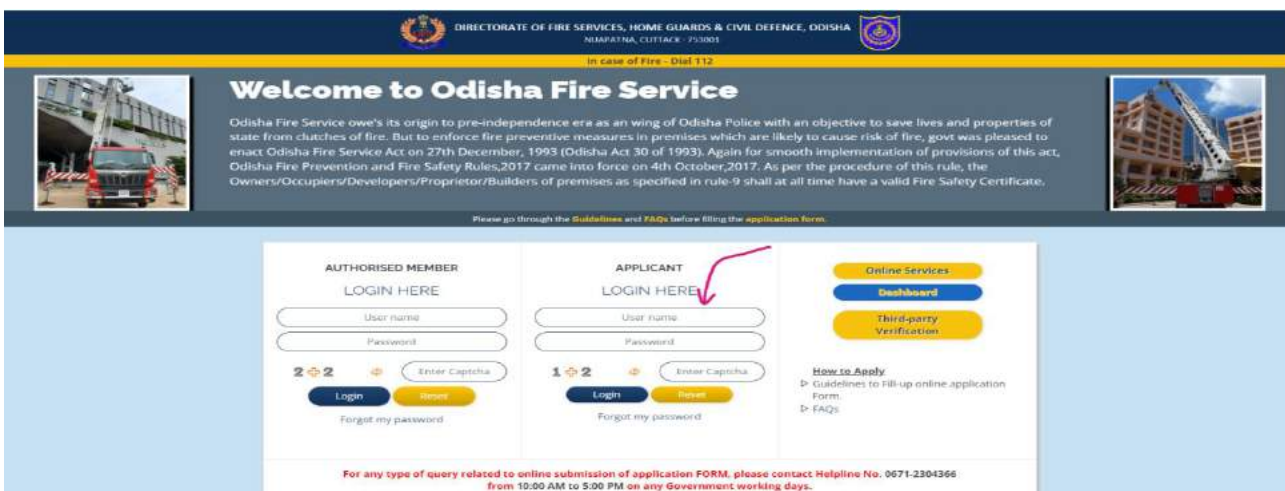 DIRECTORATE OF FIRE SERVICES, HOME GUARDS & CIVIL DEFENCE, ODISHA
NUAPATNA, CUTTACK - 753001
In case of Fire - Dial 112
Welcome to Odisha Fire Service
Odisha Fire Service owe's its origin to pre-independence era as an wing of Odisha Police with an objective to save lives and properties of
state from clutches of fire. But to enforce fire preventive measures in premises which are likely to cause risk of fire, govt was pleased to
enact Odisha Fire Service Act on 27th December, 1993 (Odisha Act 30 of 1993). Again for smooth implementation of provisions of this act,
Odisha Fire Prevention and Fire Safety Rules,2017 came into force on 4th October,2017. As per the procedure of this rule, the
Owners/Occupiers/Developers/Proprietor/Builders of premises as specified in rule-9 shall at all time have a valid Fire Safety Certificate.
Please go through the Guidelines and FAQs before filling the application form.
AUTHORISED MEMBER
LOGIN HERE
User name
Password
2 + 2
Enter Captcha
Login
Reset
Forgot my password
APPLICANT
LOGIN HERE
User name
Password
1 + 2
Enter Captcha
Login
Reset
Forgot my password
Online Services
Dashboard
Third-party
Verification
How to Apply
Guidelines to Fill-up online application
Form.
FAQs
For any type of query related to online submission of application FORM, please contact Helpline No. 0671-2304366
from 10:00 AM to 5:00 PM on any Government working days.